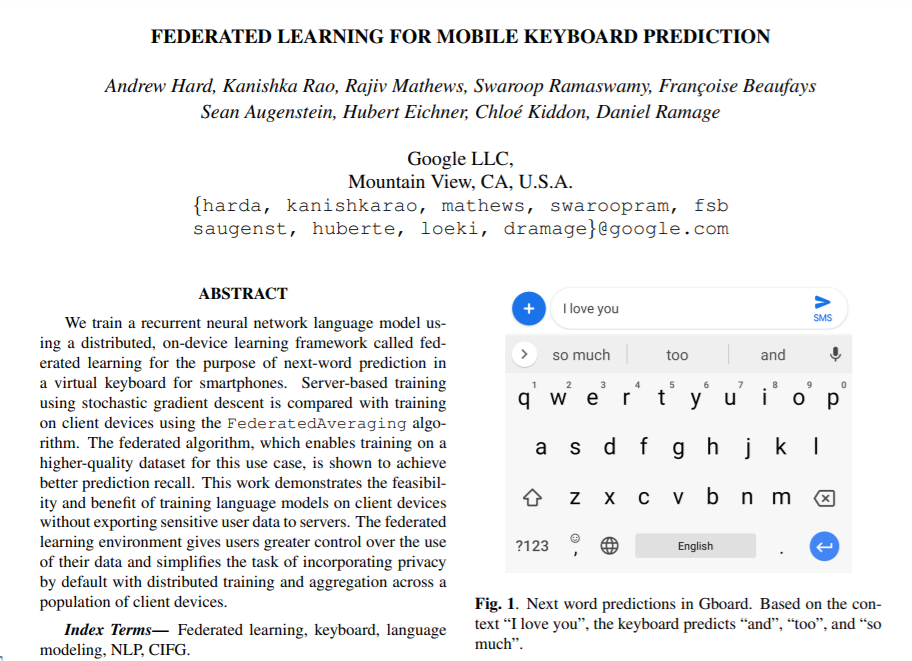 FEDERATED LEARNING FOR MOBILE KEYBOARD PREDICTION
Andrew Hard, Kanishka Rao, Rajiv Mathews, Swaroop Ramaswamy, Françoise Beaufays
Sean Augenstein, Hubert Eichner, Chloé Kiddon, Daniel Ramage
Google LLC,
Mountain View, CA, U.S.A.
{harda, kanishkarao, mathews, swaroopram, fsb
saugenst, huberte, loeki, dramage}@google.com
ABSTRACT
We train a recurrent neural network language model us-
ing a distributed, on-device learning framework called fed-
erated learning for the purpose of next-word prediction in
a virtual keyboard for smartphones. Server-based training
using stochastic gradient descent is compared with training
on client devices using the FederatedAveraging algo-
rithm. The federated algorithm, which enables training on a
higher-quality dataset for this use case, is shown to achieve
better prediction recall. This work demonstrates the feasibil-
ity and benefit of training language models on client devices
without exporting sensitive user data to servers. The federated
learning environment gives users greater control over the use
of their data and simplifies the task of incorporating privacy
by default with distributed training and aggregation across a
population of client devices.
Index Terms— Federated learning, keyboard, language
modeling, NLP, CIFG.
+ I love you
SMS
> so much too and
1 2 3 4 5 6 7 8 9 0
q w e r t y u i o p
a s d f g h j k l
z x c v b n m
?123 , English .
Fig. 1. Next word predictions in Gboard. Based on the con-
text “I love you”, the keyboard predicts “and”, “too”, and “so
much”.